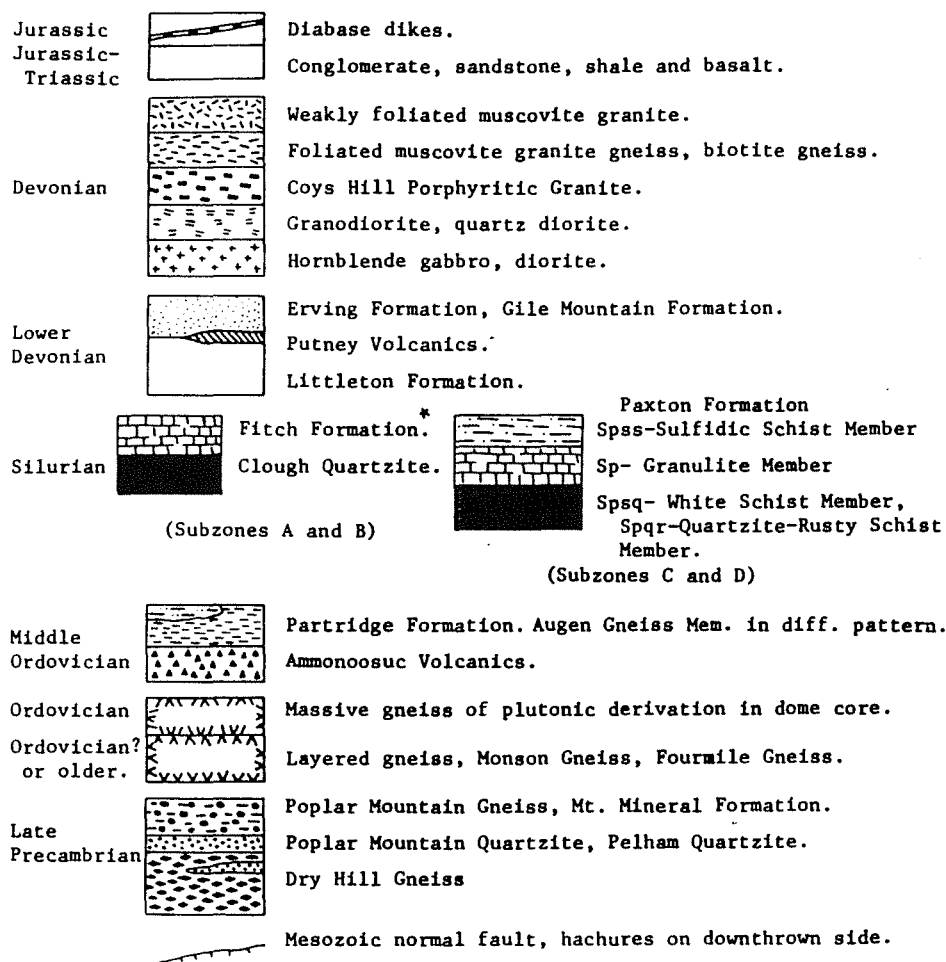 Jurassic
Diabase dikes.
Jurassic-
Triassic
Conglomerate, sandstone, shale and basalt.
Devonian
Weakly foliated muscovite granite.
Foliated muscovite granite gneiss, biotite gneiss.
Coys Hill Porphyritic Granite.
Granodiorite, quartz diorite.
Hornblende gabbro, diorite.
Lower
Devonian
Erving Formation, Gile Mountain Formation.
Putney Volcanics.
Littleton Formation.
Silurian
Fitch Formation.*
Clough Quartzite.
(Subzones A and B)
Paxton Formation
Spss-Sulfidic Schist Member
Sp- Granulite Member
Spsq- White Schist Member,
Spqr-Quartzite-Rusty Schist
Member.
(Subzones C and D)
Middle
Ordovician
Partridge Formation. Augen Gneiss Mem. in diff. pattern.
Ammonoosuc Volcanics.
Ordovician
Massive gneiss of plutonic derivation in dome core.
Ordovician?
or older.
Layered gneiss, Monson Gneiss, Fourmile Gneiss.
Late
Precambrian
Poplar Mountain Gneiss, Mt. Mineral Formation.
Poplar Mountain Quartzite, Pelham Quartzite.
Dry Hill Gneiss
Mesozoic normal fault, hachures on downthrown side.